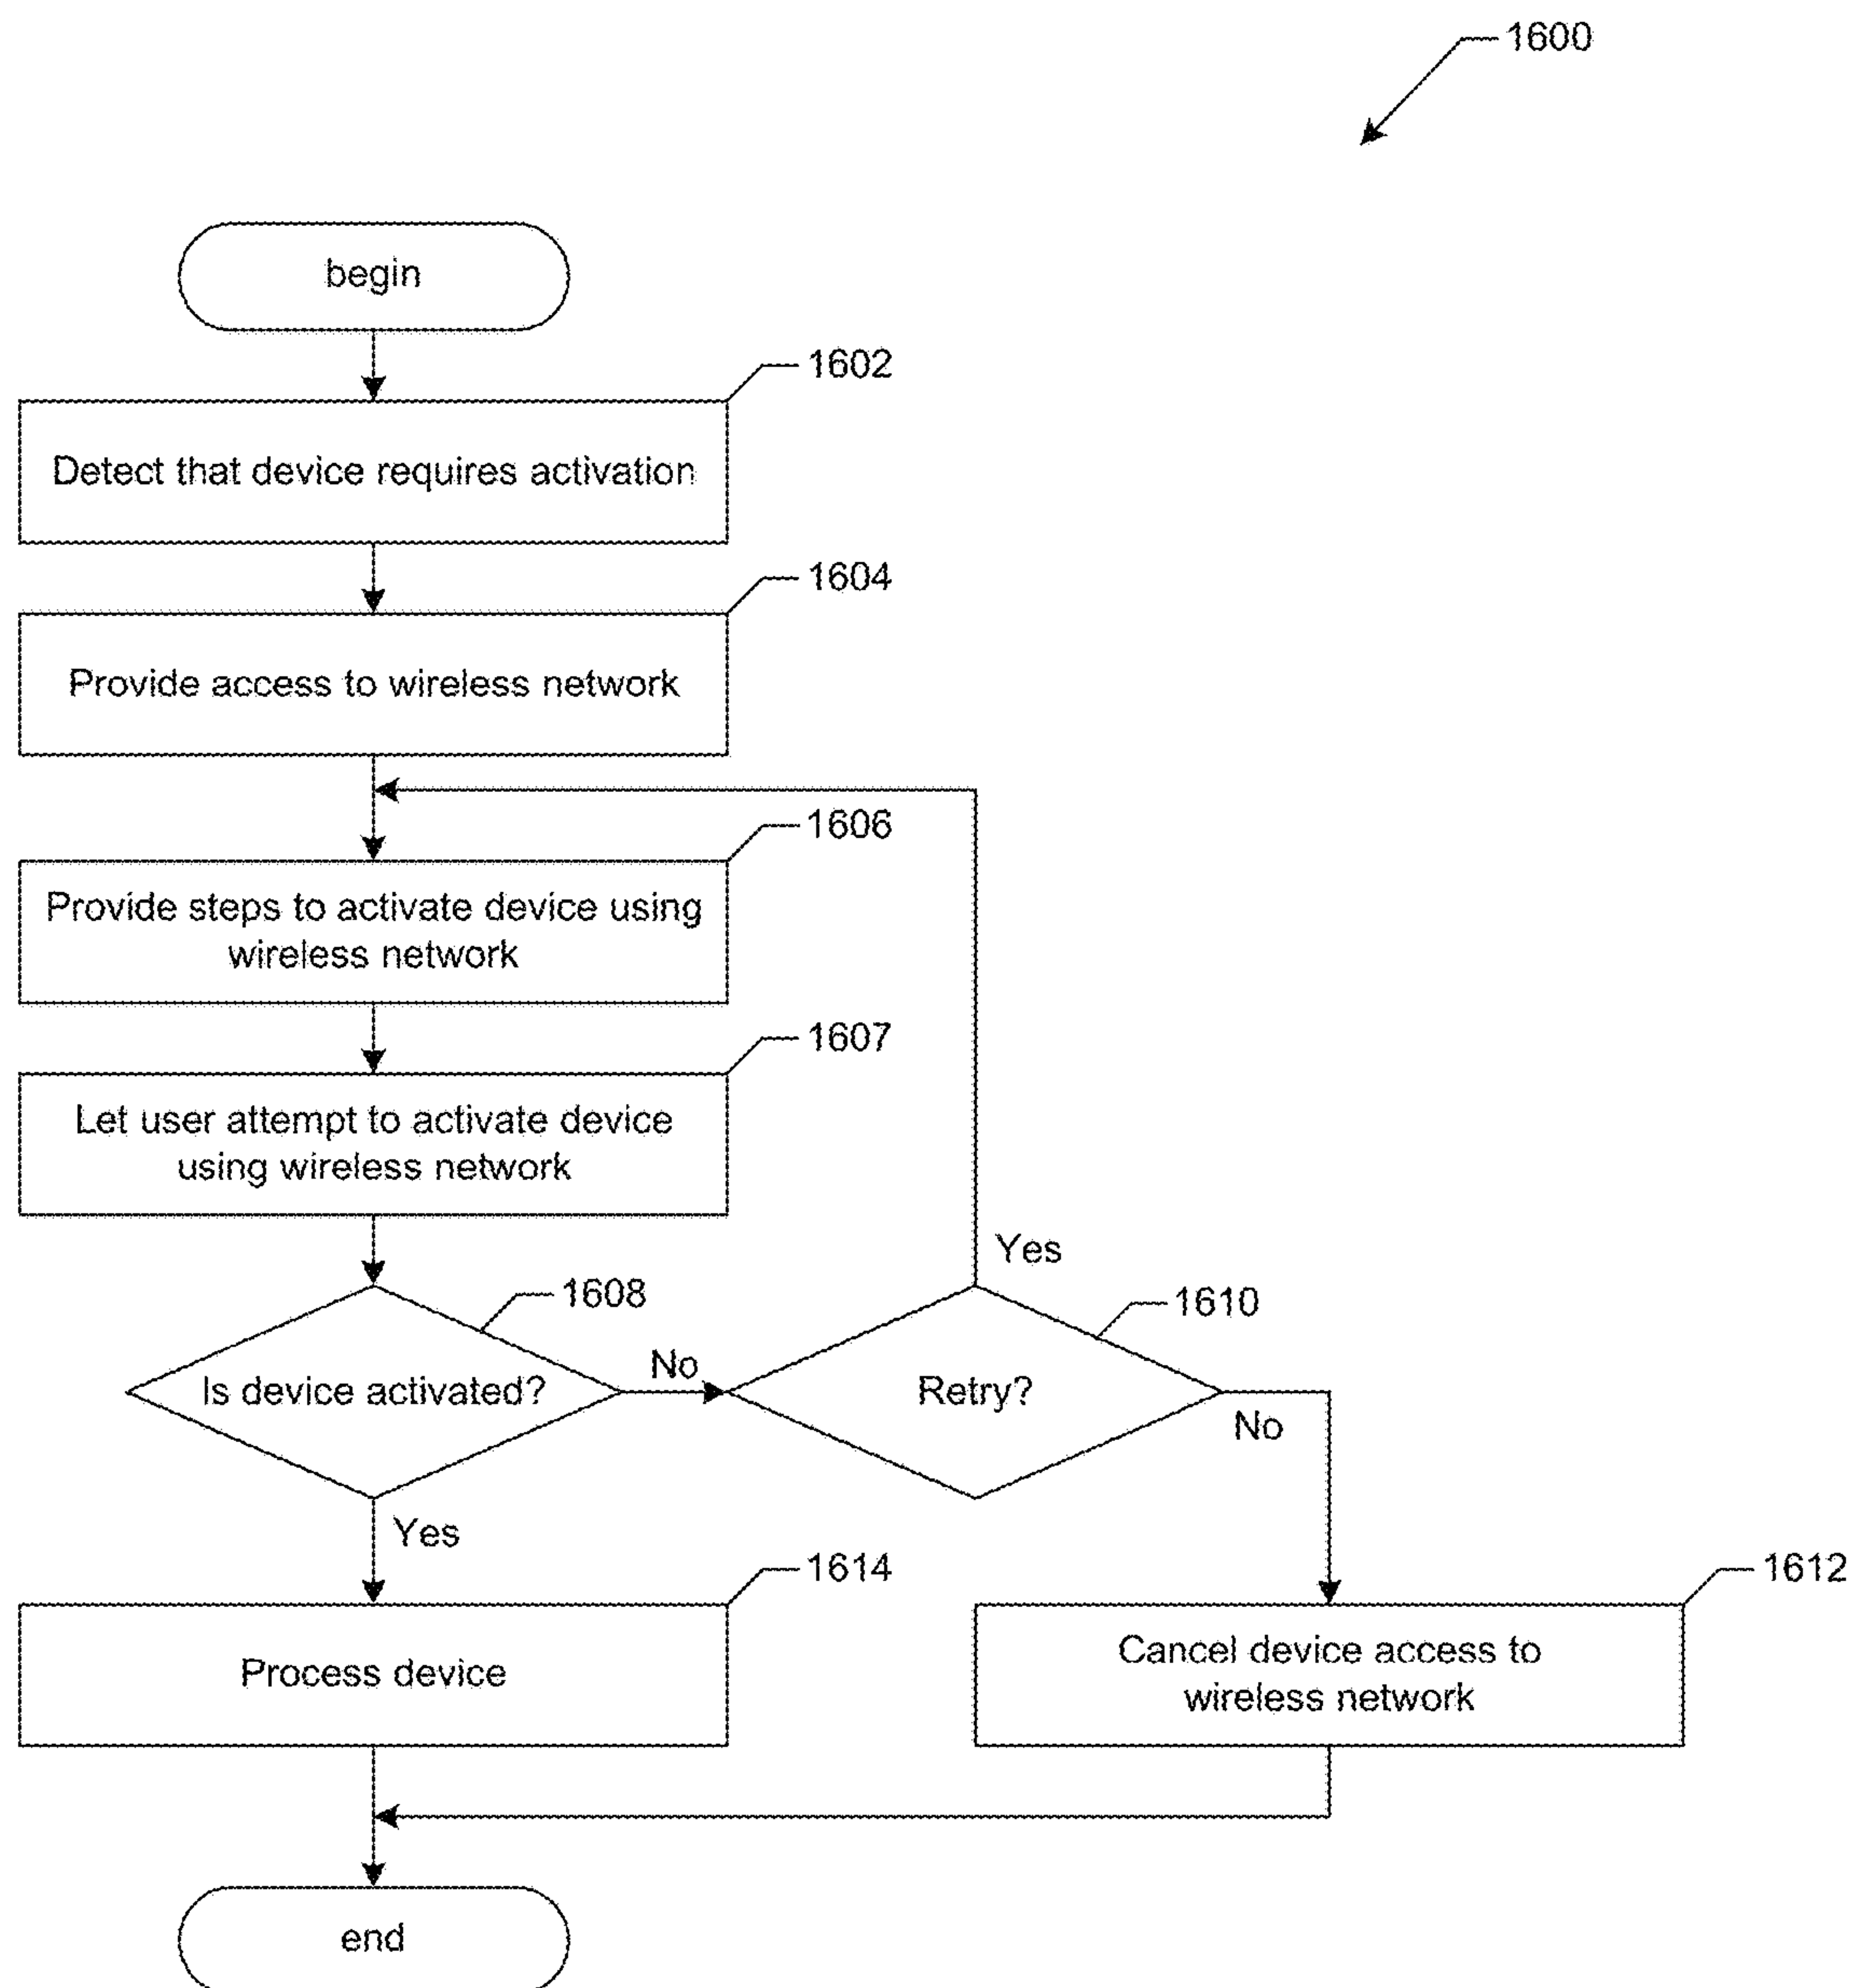 1600
begin
1602
Detect that device requires activation
1604
Provide access to wireless network
1606
Provide steps to activate device using
wireless network
1607
Let user attempt to activate device
using wireless network
Yes
1608
1610
Is device activated?
No
Retry?
No
Yes
1614
1612
Process device
Cancel device access to
wireless network
end